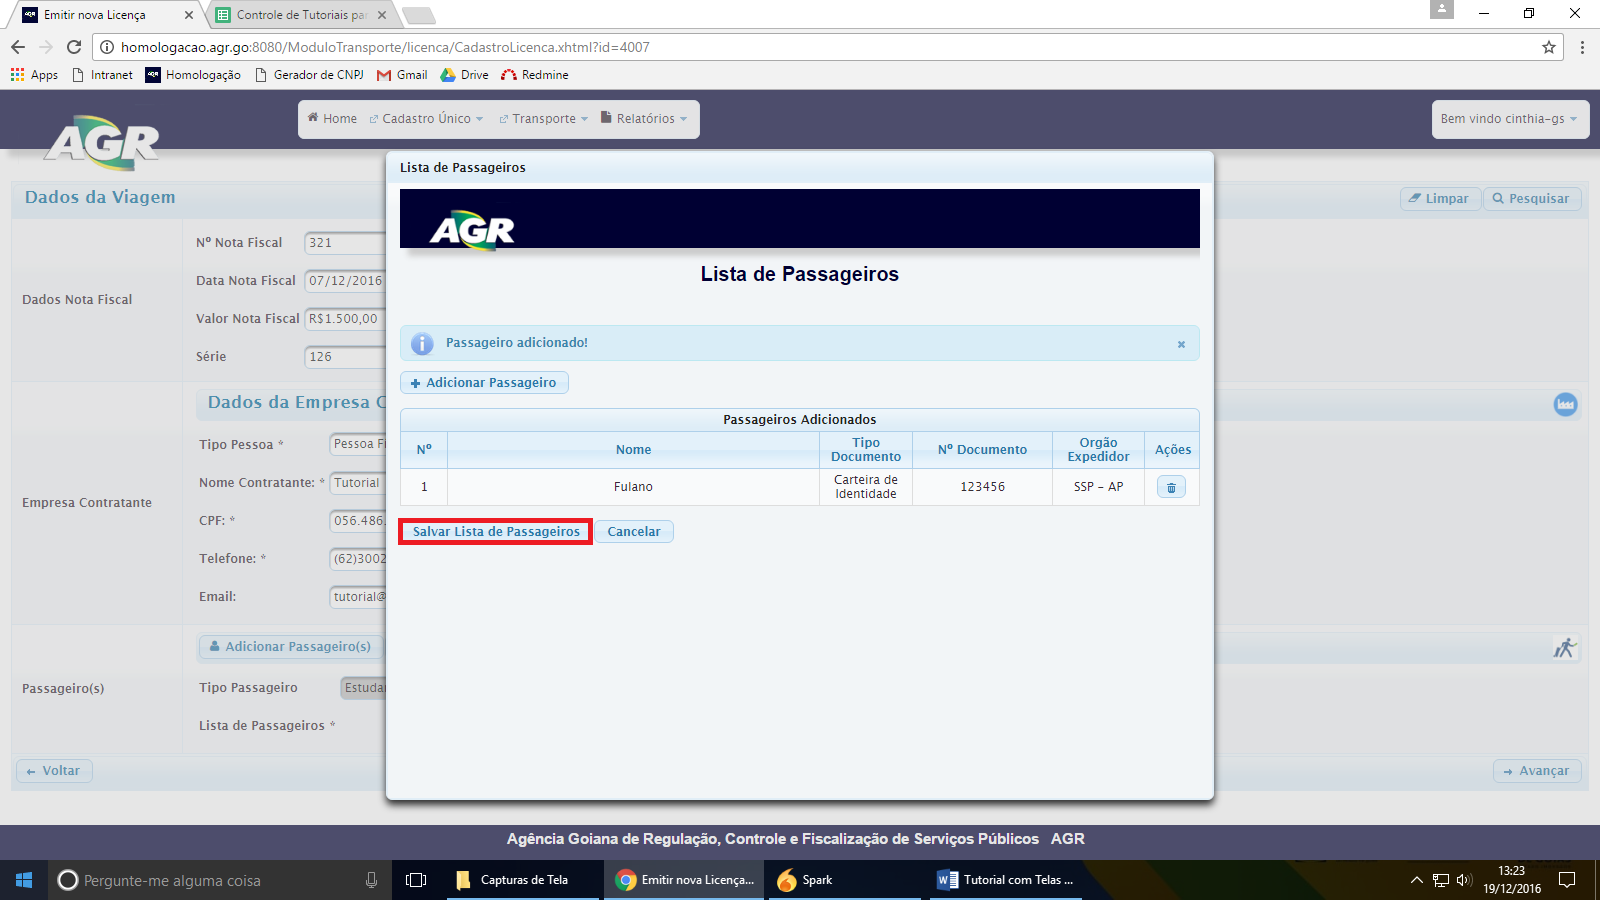 Emitir nova Licença
Controle de Tutoriais pa
homologacao.agr.go:8080/ModuloTransporte/licenca/CadastroLicenca.xhtml?id=4007
Apps Intranet Homologação Gerador de CNPJ Gmail Drive Redmine
AGR
Home Cadastro Único Transporte Relatórios
Bem vindo cinthia-gs
Dados da Viagem
Limpar Pesquisar
Dados Nota Fiscal
Nº Nota Fiscal 321
Data Nota Fiscal 07/12/2016
Valor Nota Fiscal R$1.500,00
Série 126
Empresa Contratante
Dados da Empresa C
Tipo Pessoa * Pessoa Fi
Nome Contratante: * Tutorial
CPF: * 056.486.
Telefone: * (62)3002
Email: tutorial@
Passageiro(s)
Adicionar Passageiro(s)
Tipo Passageiro Estudan
Lista de Passageiros *
Voltar
Avançar
Lista de Passageiros
AGR
Lista de Passageiros
Passageiro adicionado!
Adicionar Passageiro
Passageiros Adicionados
Nº Nome Tipo Documento Nº Documento Orgão Expedidor Ações
1 Fulano Carteira de Identidade 123456 SSP - AP
Salvar Lista de Passageiros Cancelar
Agência Goiana de Regulação, Controle e Fiscalização de Serviços Públicos AGR
Pergunte-me alguma coisa
Capturas de Tela
Emitir nova Licença...
Spark
Tutorial com Telas ...
13:23
19/12/2016